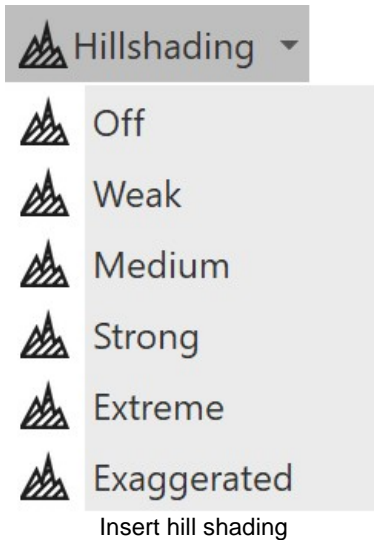 Hillshading
Off
Weak
Medium
Strong
Extreme
Exaggerated
Insert hill shading